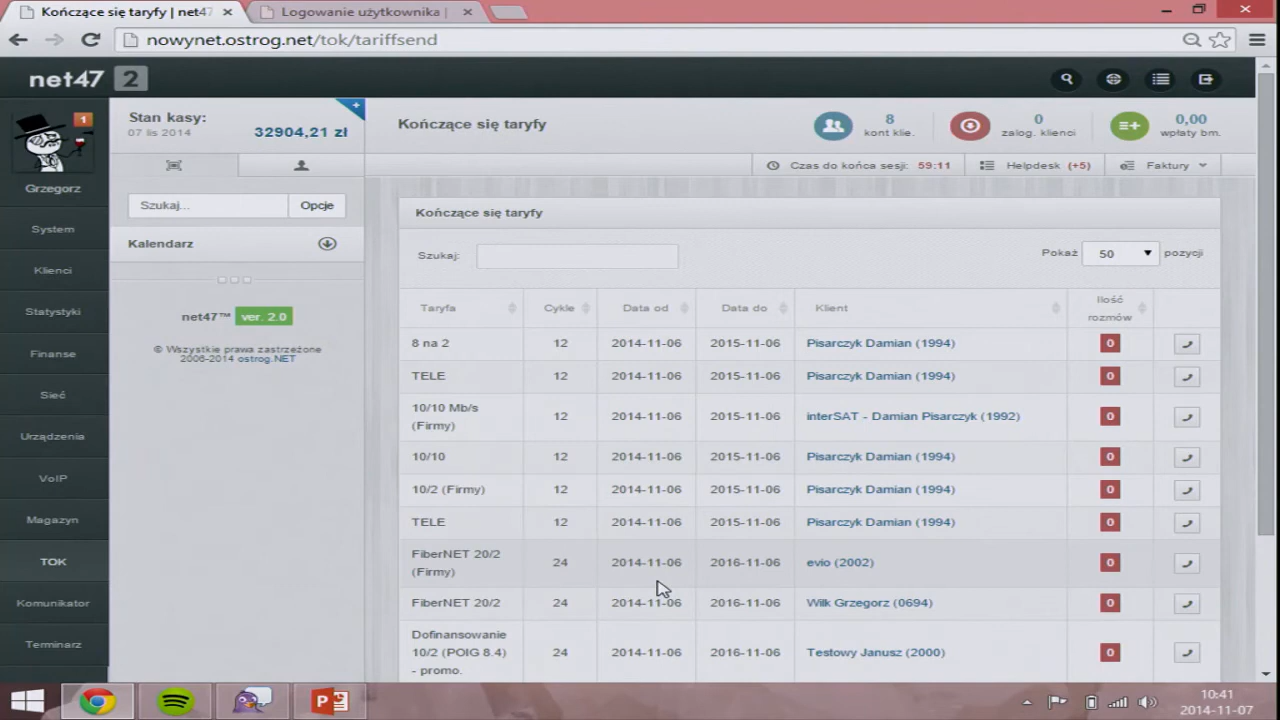 Kończące się taryfy | net47
Logowanie użytkownika |
nowynet.ostrog.net/tok/tariffsend
net47 2
1
Grzegorz
System
Klienci
Statystyki
Finanse
Sieć
Urządzenia
VoIP
Magazyn
TOK
Komunikator
Terminarz
Stan kasy:
07 lis 2014
32904,21 zł
+
Szukaj...
Opcje
Kalendarz
net47™ ver. 2.0
© Wszystkie prawa zastrzeżone
2006-2014 ostrog.NET
Kończące się taryfy
8
kont klie.
0
zalog. klienci
0,00
wpłaty bm.
Czas do końca sesji: 59:11
Helpdesk (+5)
Faktury
Kończące się taryfy
Szukaj:
Pokaż 50 pozycji
Taryfa Cykle Data od Data do Klient Ilość
rozmów
8 na 2 12 2014-11-06 2015-11-06 Pisarczyk Damian (1994) 0
TELE 12 2014-11-06 2015-11-06 Pisarczyk Damian (1994) 0
10/10 Mb/s
(Firmy) 12 2014-11-06 2015-11-06 interSAT - Damian Pisarczyk (1992) 0
10/10 12 2014-11-06 2015-11-06 Pisarczyk Damian (1994) 0
10/2 (Firmy) 12 2014-11-06 2015-11-06 Pisarczyk Damian (1994) 0
TELE 12 2014-11-06 2015-11-06 Pisarczyk Damian (1994) 0
FiberNET 20/2
(Firmy) 24 2014-11-06 2016-11-06 evio (2002) 0
FiberNET 20/2 24 2014-11-06 2016-11-06 Wilk Grzegorz (0694) 0
Dofinansowanie
10/2 (POIG 8.4) 24 2014-11-06 2016-11-06 Testowy Janusz (2000) 0
- promo.
10:41
2014-11-07